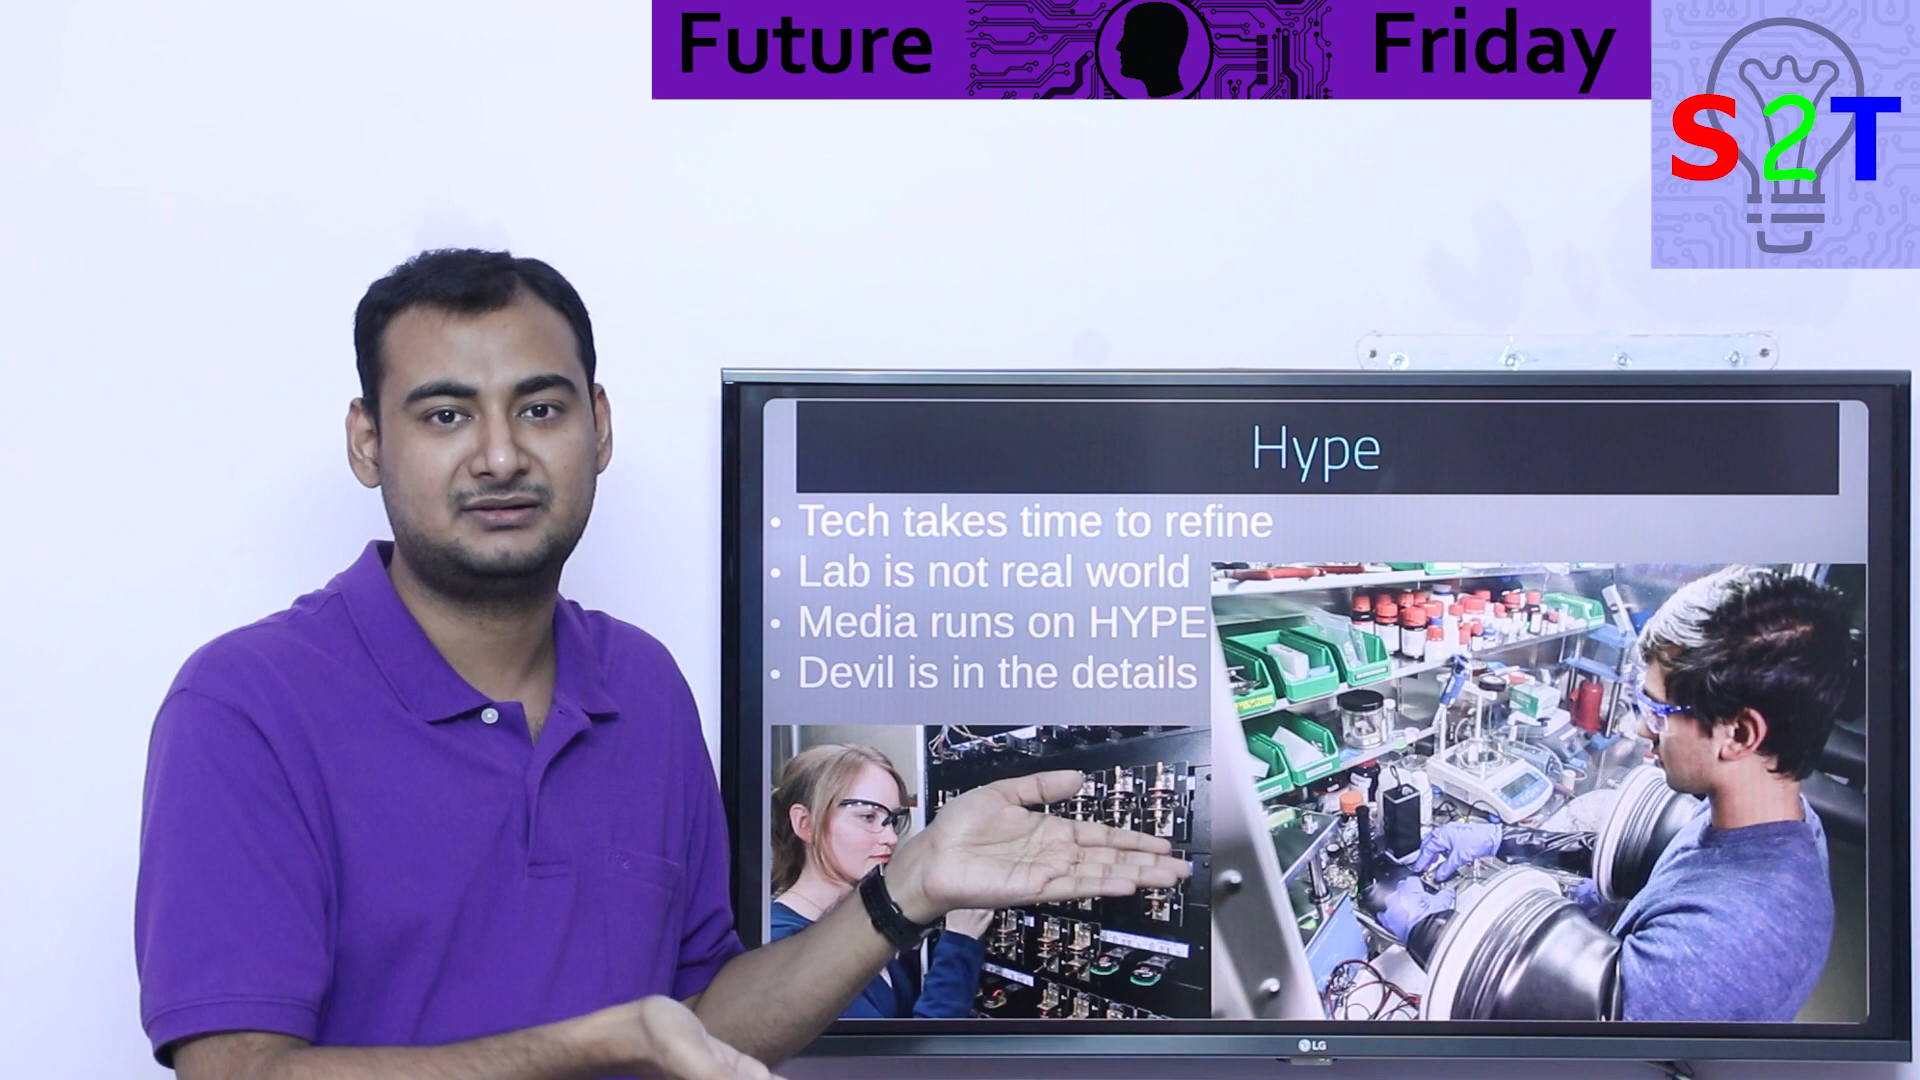 Future Friday
S2T
Hype
• Tech takes time to refine
• Lab is not real world
• Media runs on HYPE
• Devil is in the details
LG